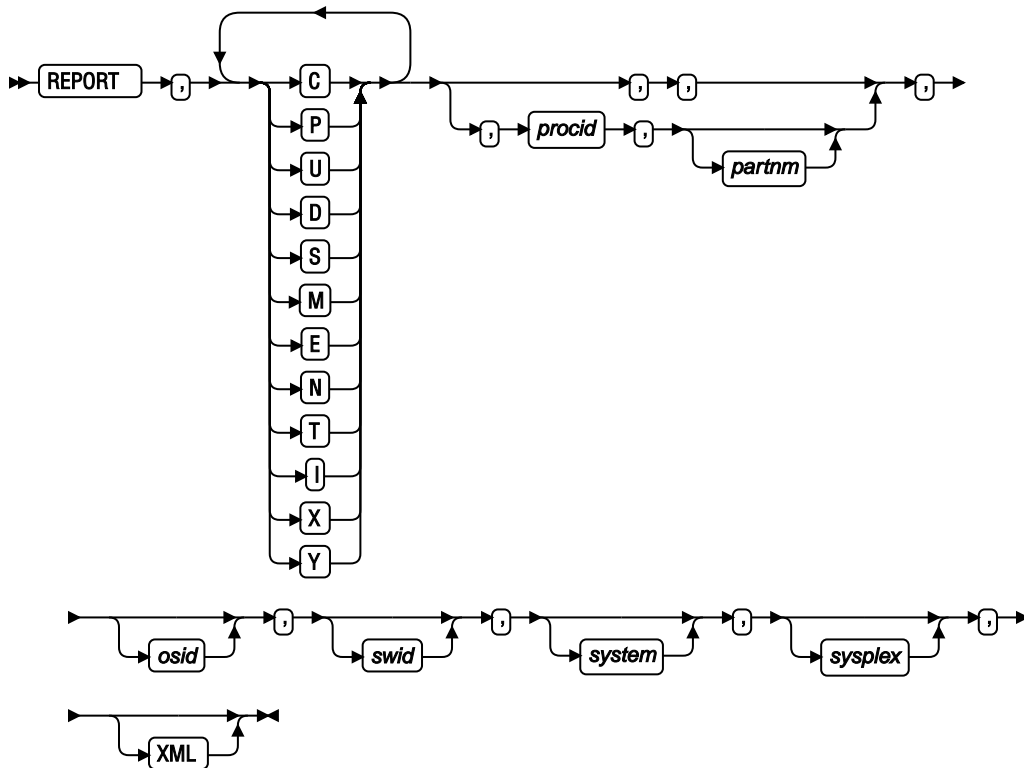 REPORT , C , , ,
P , procid , 
U partnm
D
S
M
E
N
T
I
X
Y
, , , ,
osid swid system sysplex
XML